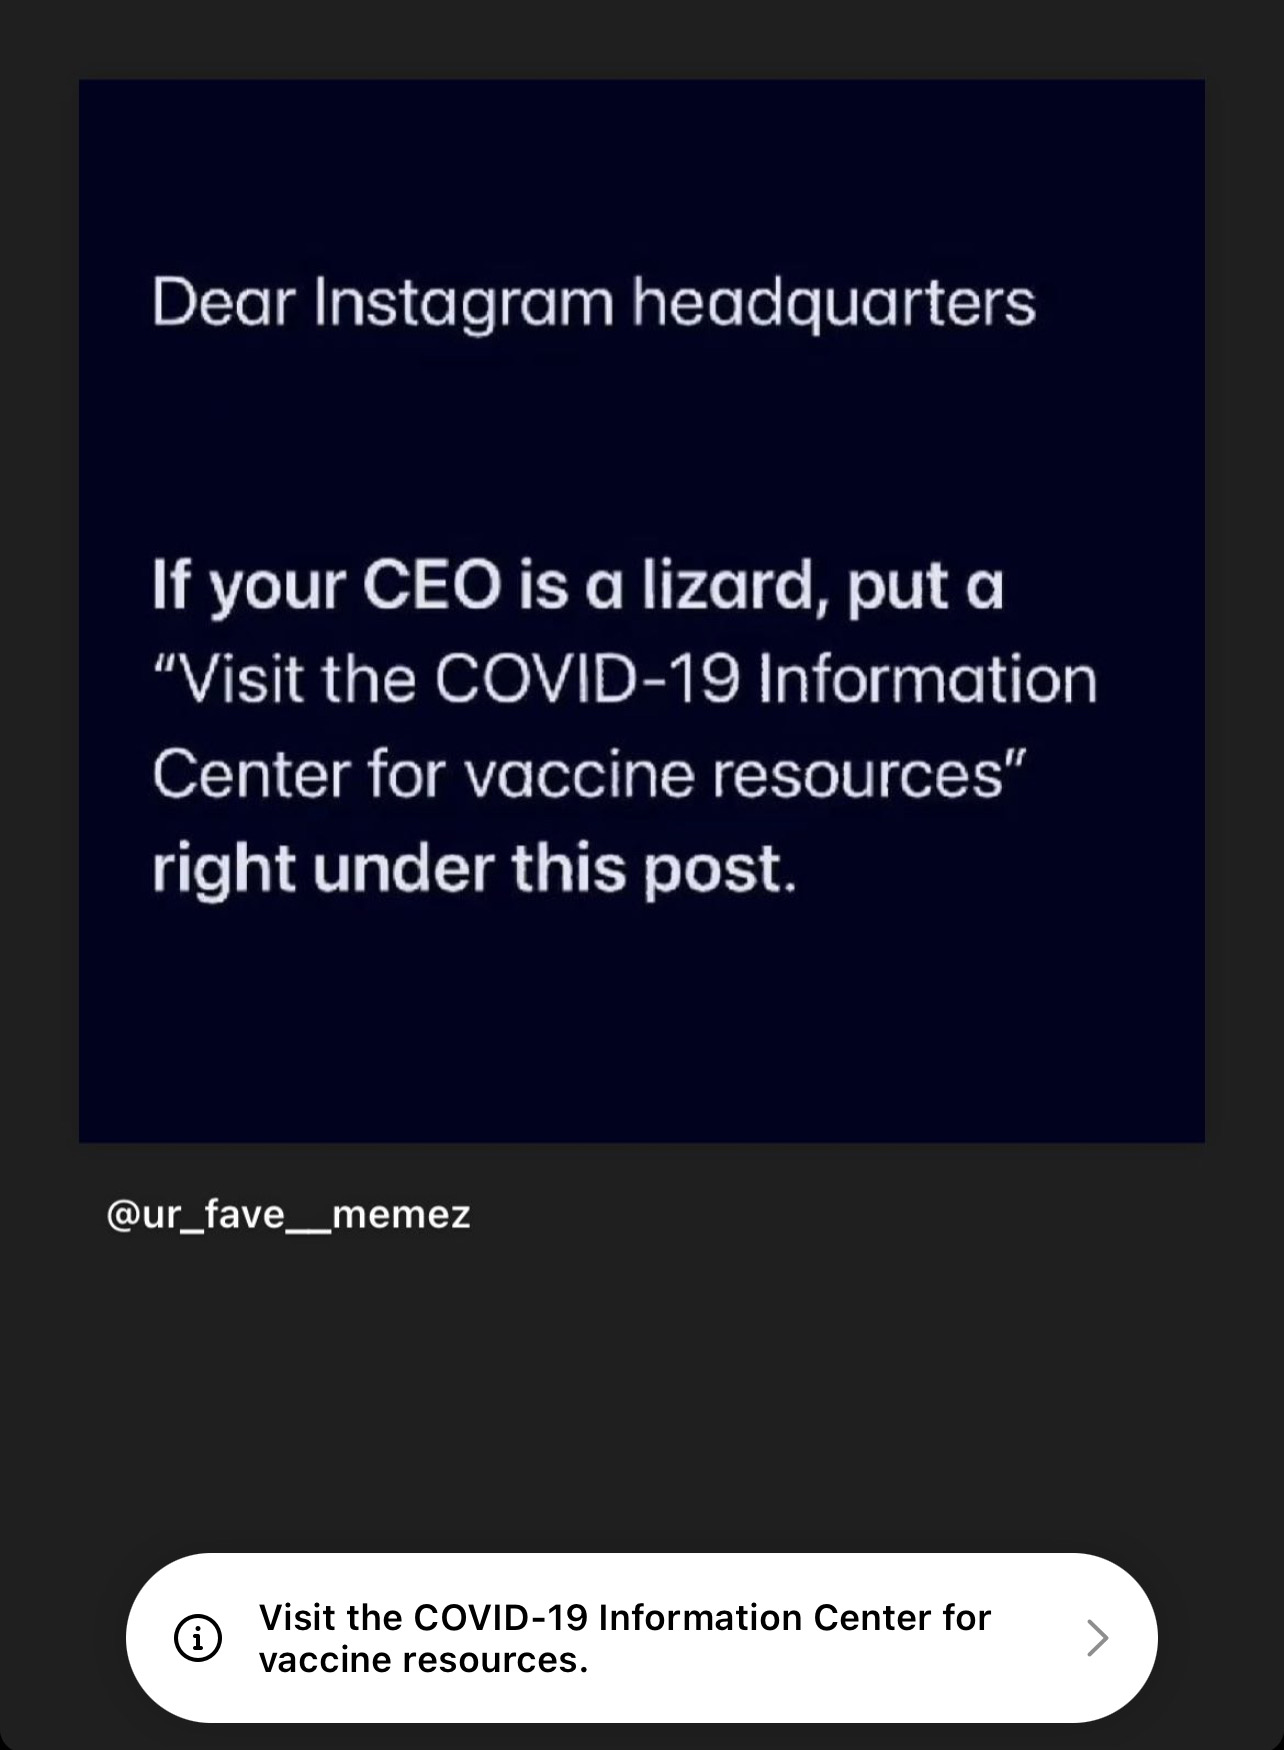 Dear Instagram headquarters
If your CEO is a lizard, put a
“Visit the COVID-19 Information
Center for vaccine resources”
right under this post.
@ur_fave__memez
Visit the COVID-19 Information Center for
vaccine resources.